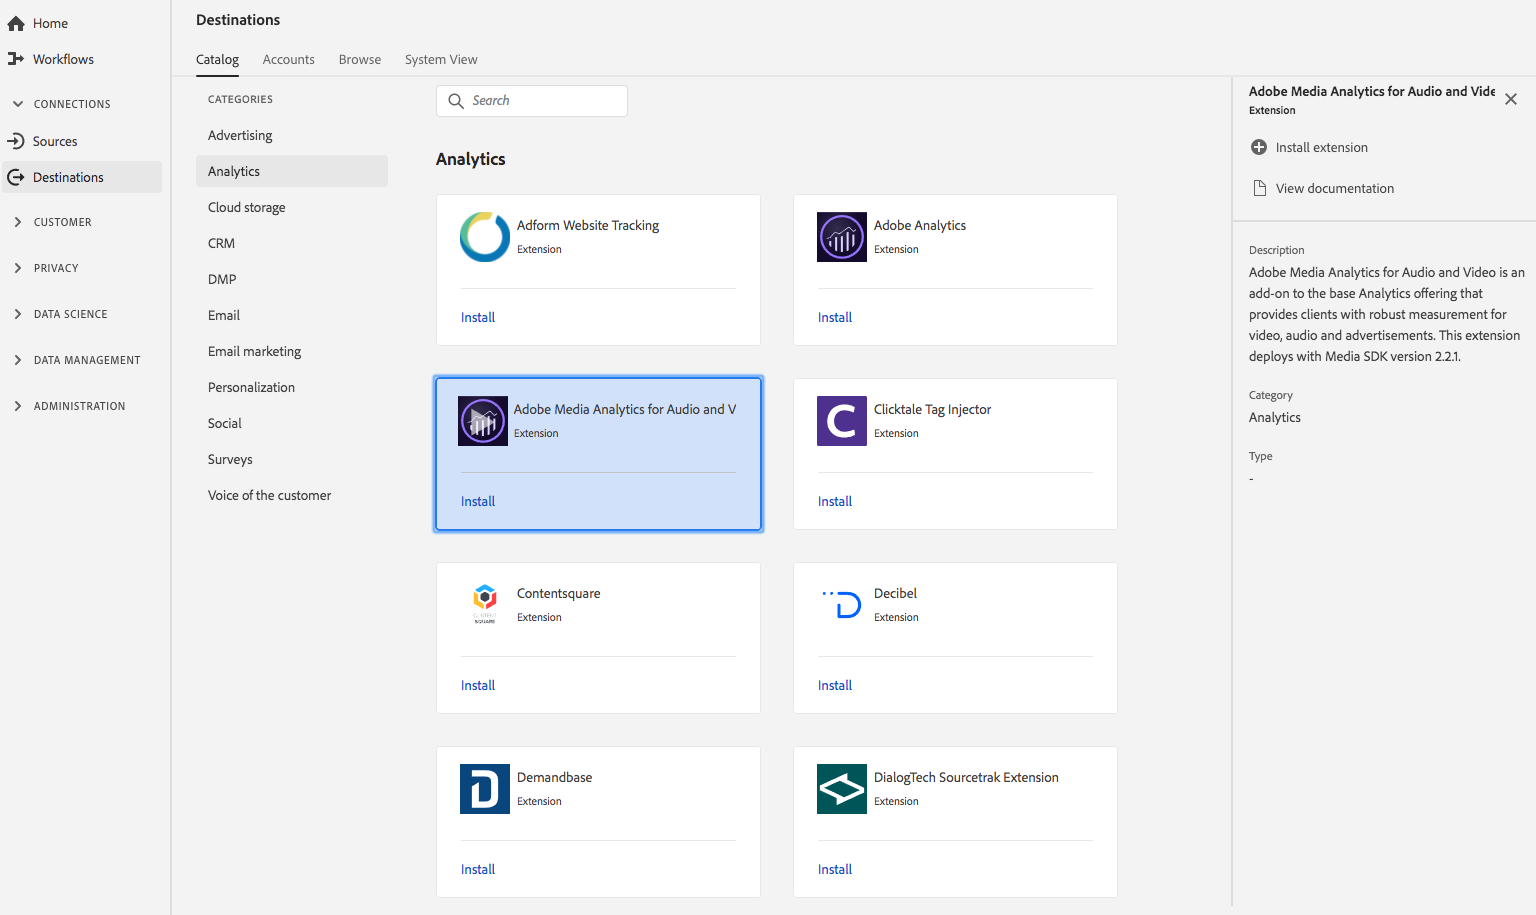 Home
Workflows
CONNECTIONS
Sources
Destinations
CUSTOMER
PRIVACY
DATA SCIENCE
DATA MANAGEMENT
ADMINISTRATION
Destinations
Catalog Accounts Browse System View
CATEGORIES
Advertising
Analytics
Cloud storage
CRM
DMP
Email
Email marketing
Personalization
Social
Surveys
Voice of the customer
Search
Analytics
Adform Website Tracking
Extension
Install
Adobe Analytics
Extension
Install
Adobe Media Analytics for Audio and V
Extension
Install
C
Clicktale Tag Injector
Extension
Install
CONTENT
SQUARE
Contentsquare
Extension
Install
D
Decibel
Extension
Install
D
Demandbase
Extension
Install
DialogTech Sourcetrak Extension
Extension
Install
Adobe Media Analytics for Audio and Vide
Extension
Install extension
View documentation
Description
Adobe Media Analytics for Audio and Video is an
add-on to the base Analytics offering that
provides clients with robust measurement for
video, audio and advertisements. This extension
deploys with Media SDK version 2.2.1.
Category
Analytics
Type
-